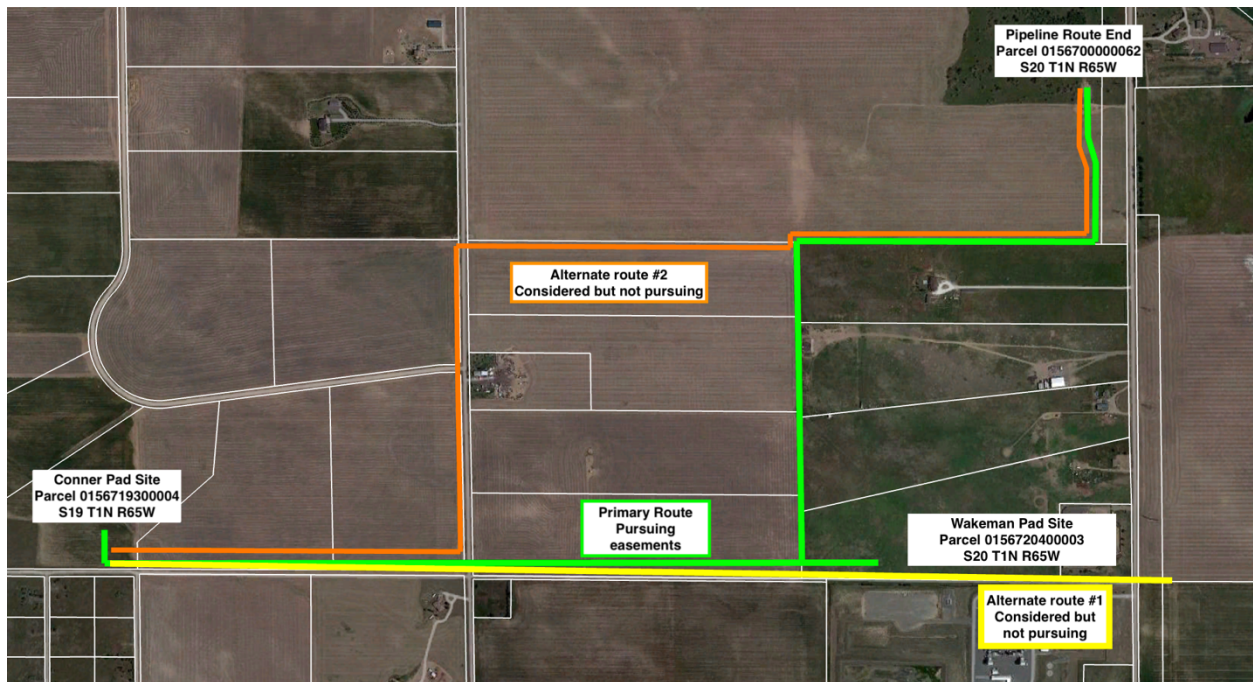 Pipeline Route End
Parcel 0156700000062
S20 T1N R65W
Alternate route #2
Considered but not pursuing
Conner Pad Site
Parcel 0156719300004
S19 T1N R65W
Primary Route
Pursuing
easements
Wakeman Pad Site
Parcel 0156720400003
S20 T1N R65W
Alternate route #1
Considered but
not pursuing